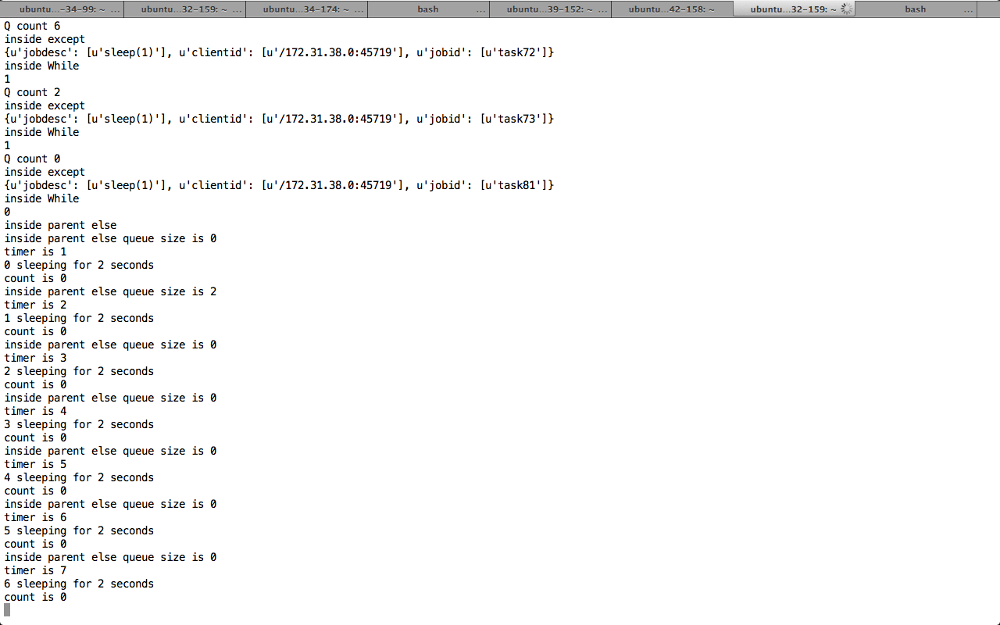 ubuntu...-34-99: ~ ... ubuntu...32-159: ~ ... ubuntu...34-174: ~ ... bash ... ubuntu...39-152: ~ ... ubuntu...42-158: ~ ubuntu...32-159: ~ bash ...
Q count 6
inside except
{u'jobdesc': [u'sleep(1)'], u'clientid': [u'/172.31.38.0:45719'], u'jobid': [u'task72']}
inside While
1
Q count 2
inside except
{u'jobdesc': [u'sleep(1)'], u'clientid': [u'/172.31.38.0:45719'], u'jobid': [u'task73']}
inside While
1
Q count 0
inside except
{u'jobdesc': [u'sleep(1)'], u'clientid': [u'/172.31.38.0:45719'], u'jobid': [u'task81']}
inside While
0
inside parent else
inside parent else queue size is 0
timer is 1
0 sleeping for 2 seconds
count is 0
inside parent else queue size is 2
timer is 2
1 sleeping for 2 seconds
count is 0
inside parent else queue size is 0
timer is 3
2 sleeping for 2 seconds
count is 0
inside parent else queue size is 0
timer is 4
3 sleeping for 2 seconds
count is 0
inside parent else queue size is 0
timer is 5
4 sleeping for 2 seconds
count is 0
inside parent else queue size is 0
timer is 6
5 sleeping for 2 seconds
count is 0
inside parent else queue size is 0
timer is 7
6 sleeping for 2 seconds
count is 0